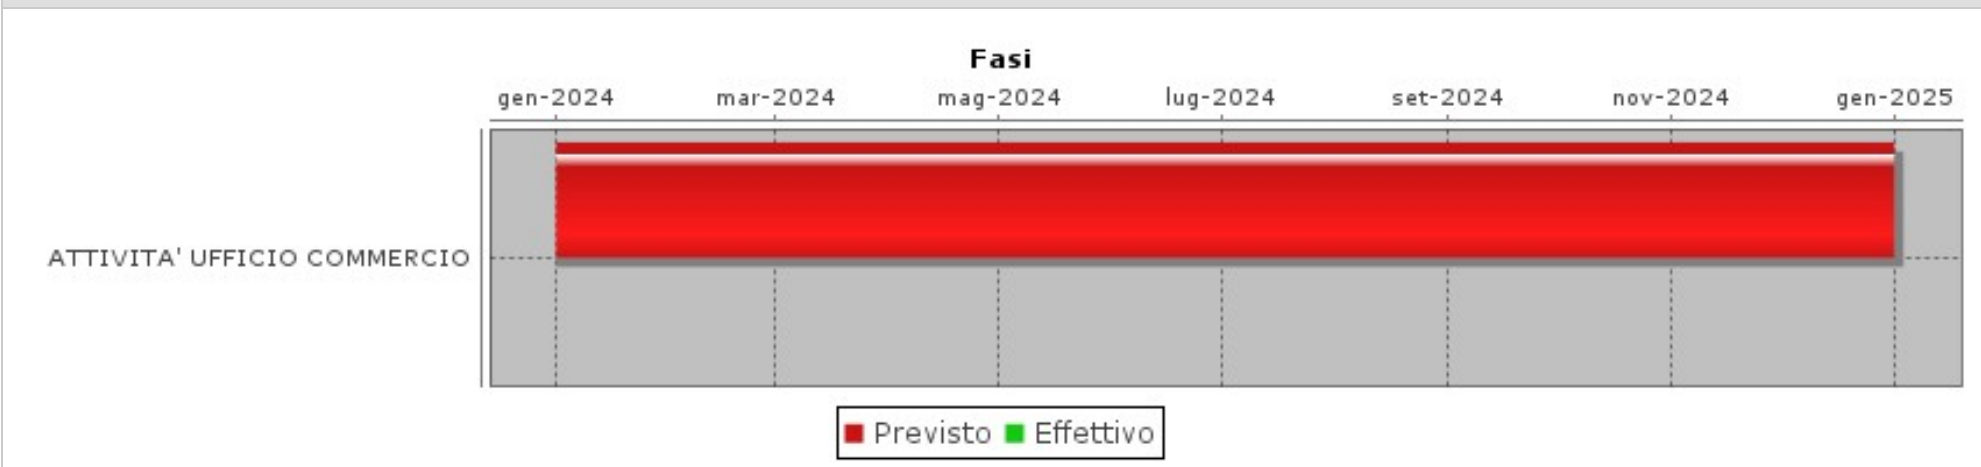 Fasi
gen-2024 mar-2024 mag-2024 lug-2024 set-2024 nov-2024 gen-2025
ATTIVITA' UFFICIO COMMERCIO
Previsto Effettivo